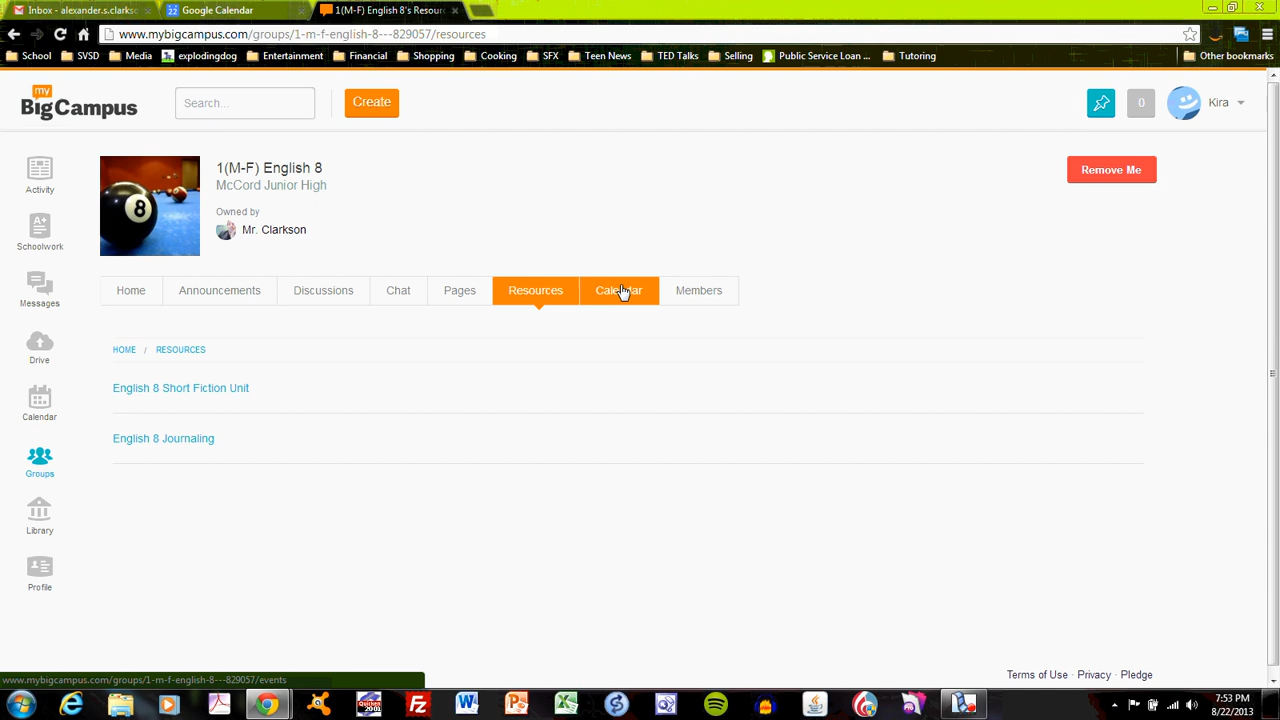 Inbox - alexander.s.clarkso
Google Calendar
1(M-F) English 8's Resour
www.mybigcampus.com/groups/1-m-f-english-8---829057/resources
School SVSD Media explodingdog Entertainment Financial Shopping Cooking SFX Teen News TED Talks Selling Public Service Loan ... Tutoring Other bookmarks
my
BigCampus
Search...
Create
0
Kira
Activity
Schoolwork
Messages
Drive
Calendar
Groups
Library
Profile
8
1(M-F) English 8
McCord Junior High
Owned by
Mr. Clarkson
Remove Me
Home Announcements Discussions Chat Pages Resources Calendar Members
HOME / RESOURCES
English 8 Short Fiction Unit
English 8 Journaling
Terms of Use · Privacy · Pledge
www.mybigcampus.com/groups/1-m-f-english-8---829057/events
7:53 PM
8/22/2013